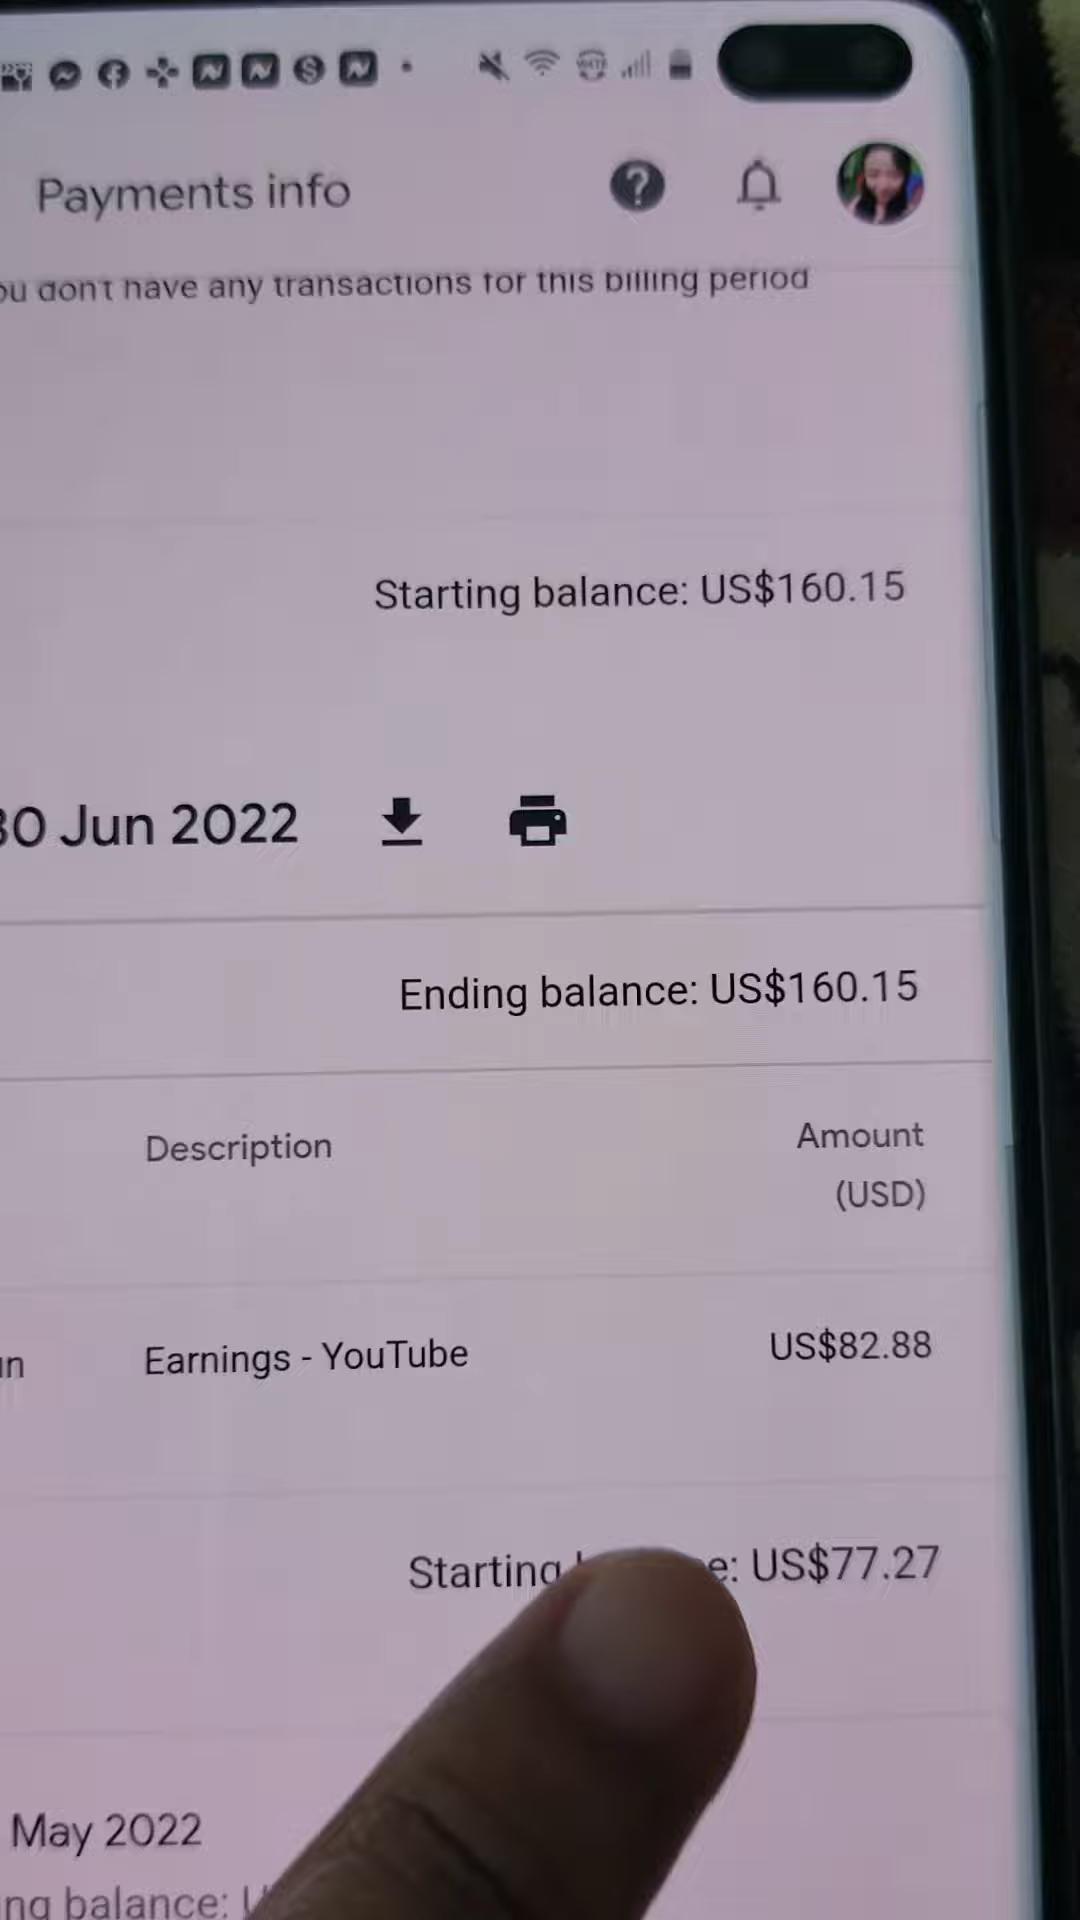 Payments info
ou don't have any transactions for this billing period
Starting balance: US$160.15
30 Jun 2022
Ending balance: US$160.15
Description
Amount
(USD)
un
Earnings - YouTube
US$82.88
Starting e: US$77.27
May 2022
ng balance: U